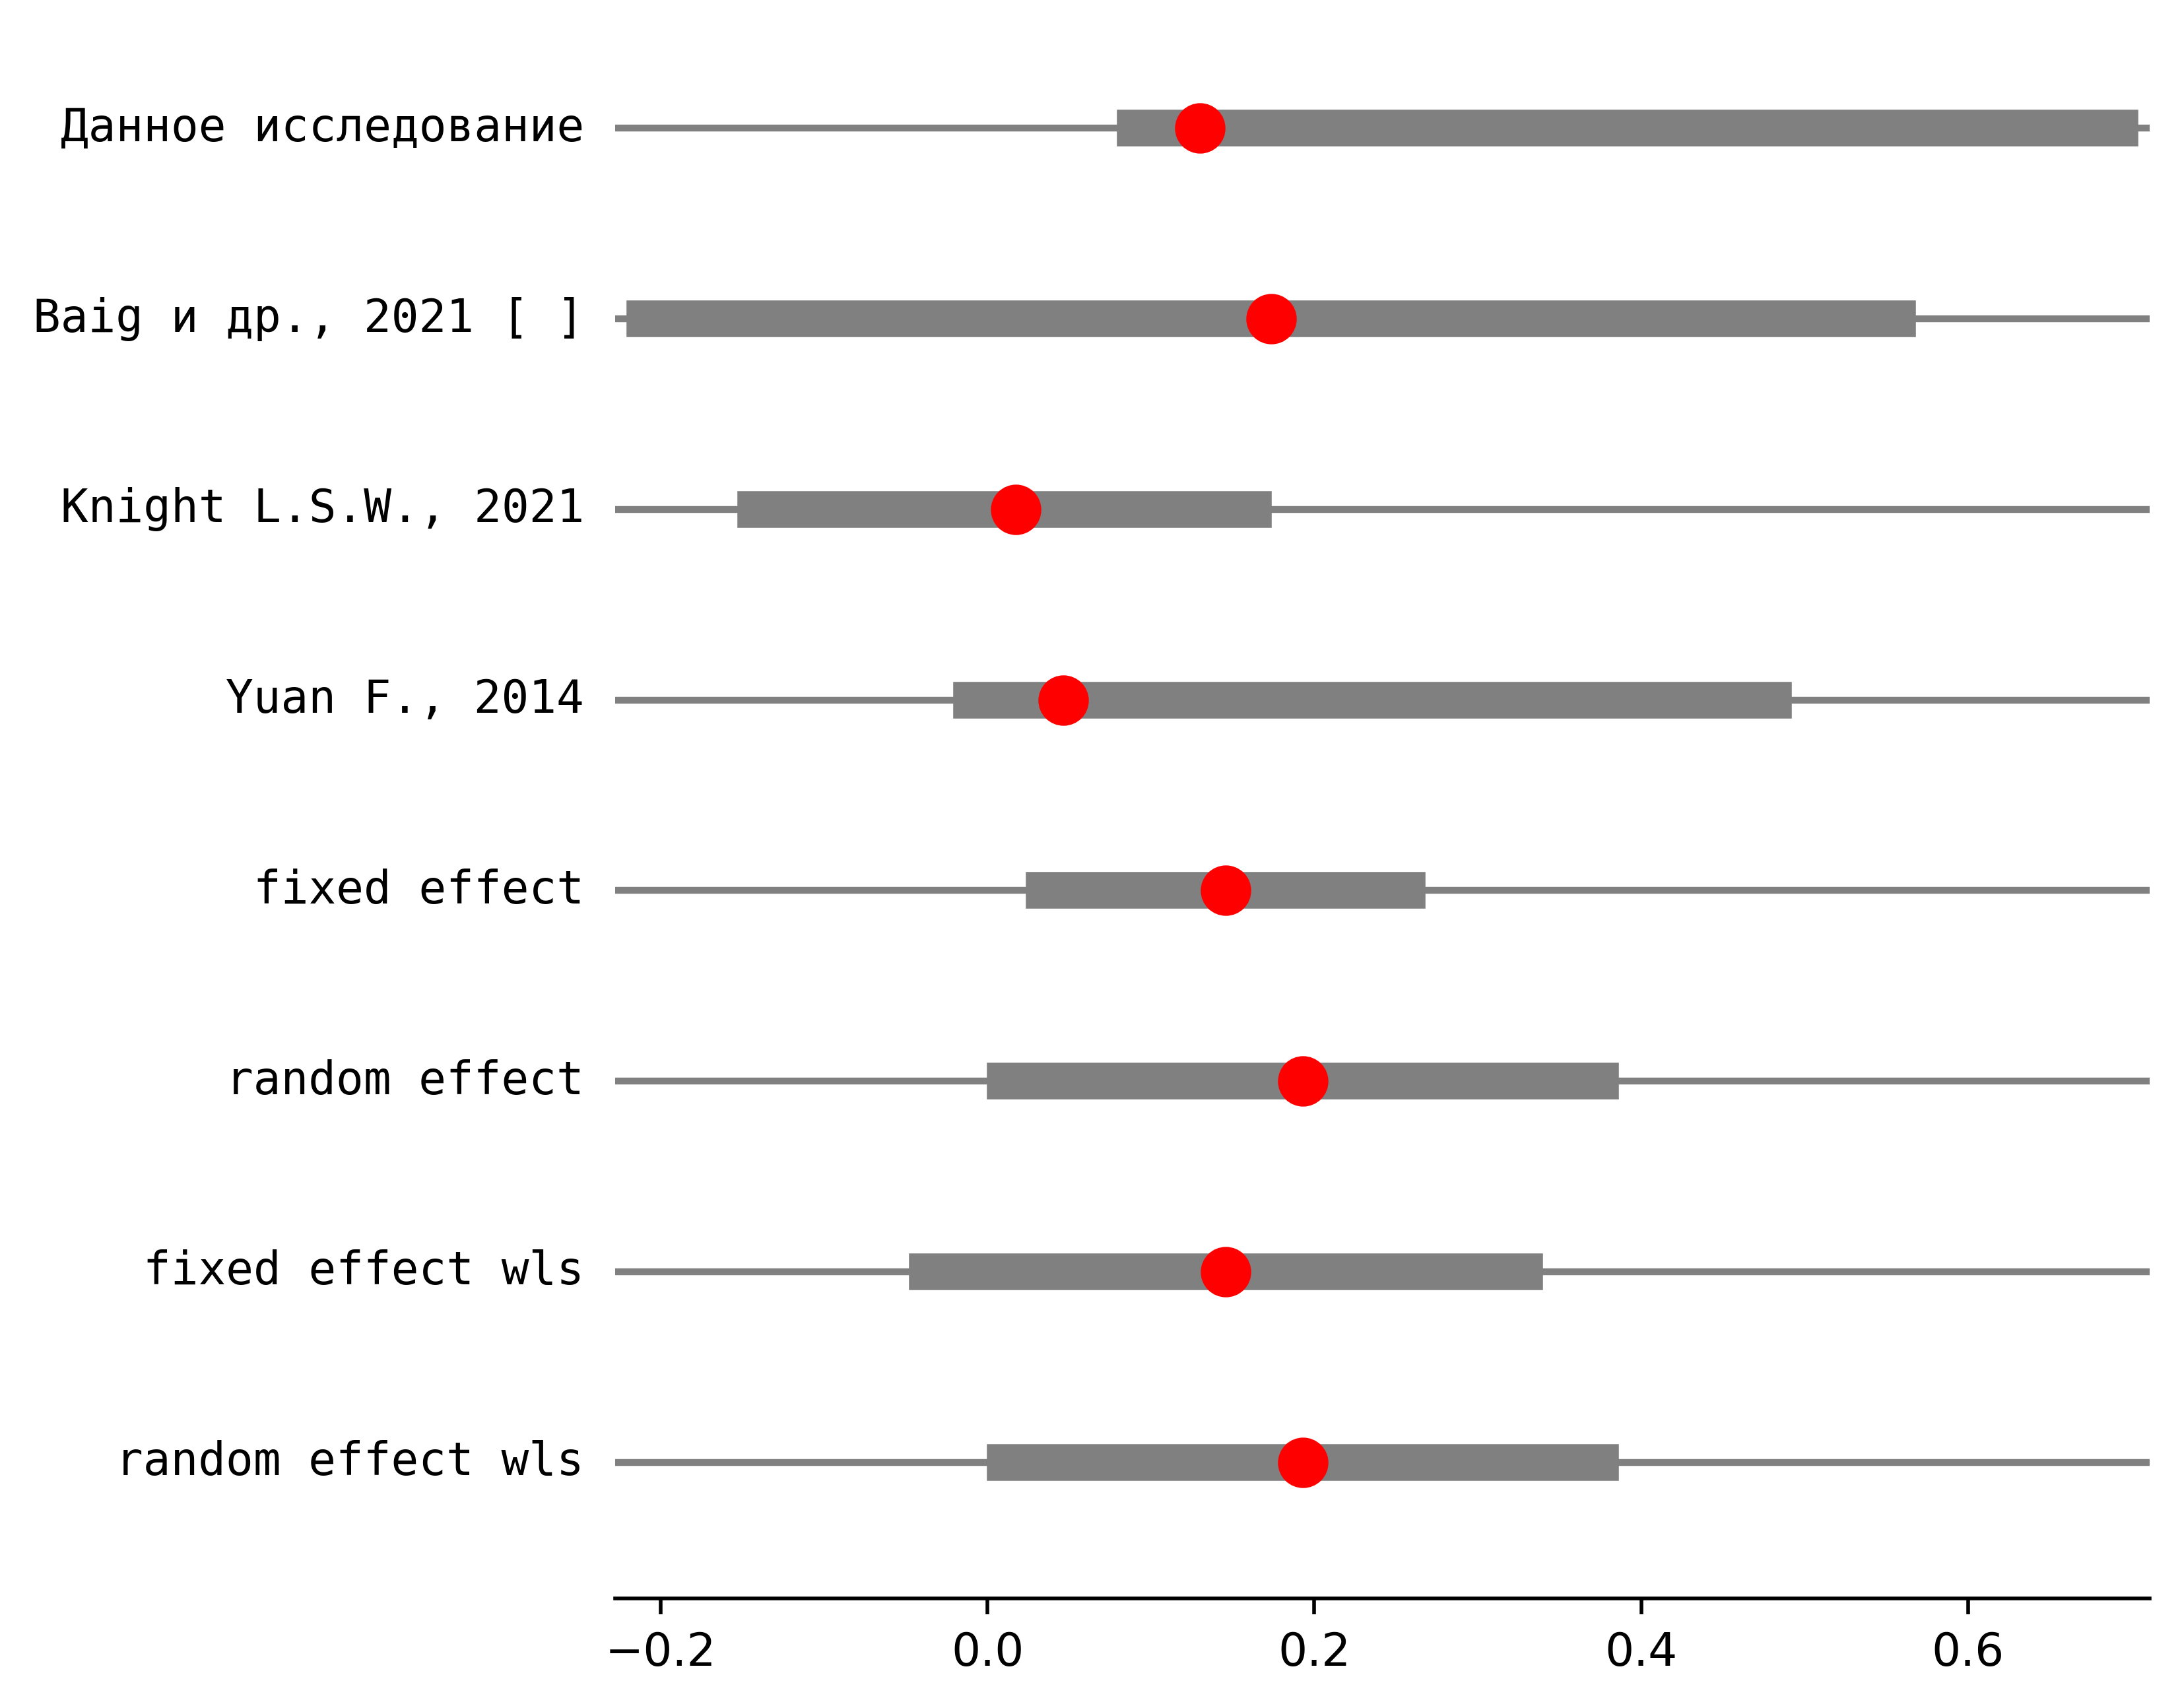 Данное исследование
Baig и др., 2021 [ ]
Knight L.S.W., 2021
Yuan F., 2014
fixed effect
random effect
fixed effect wls
random effect wls
−0.2 0.0 0.2 0.4 0.6